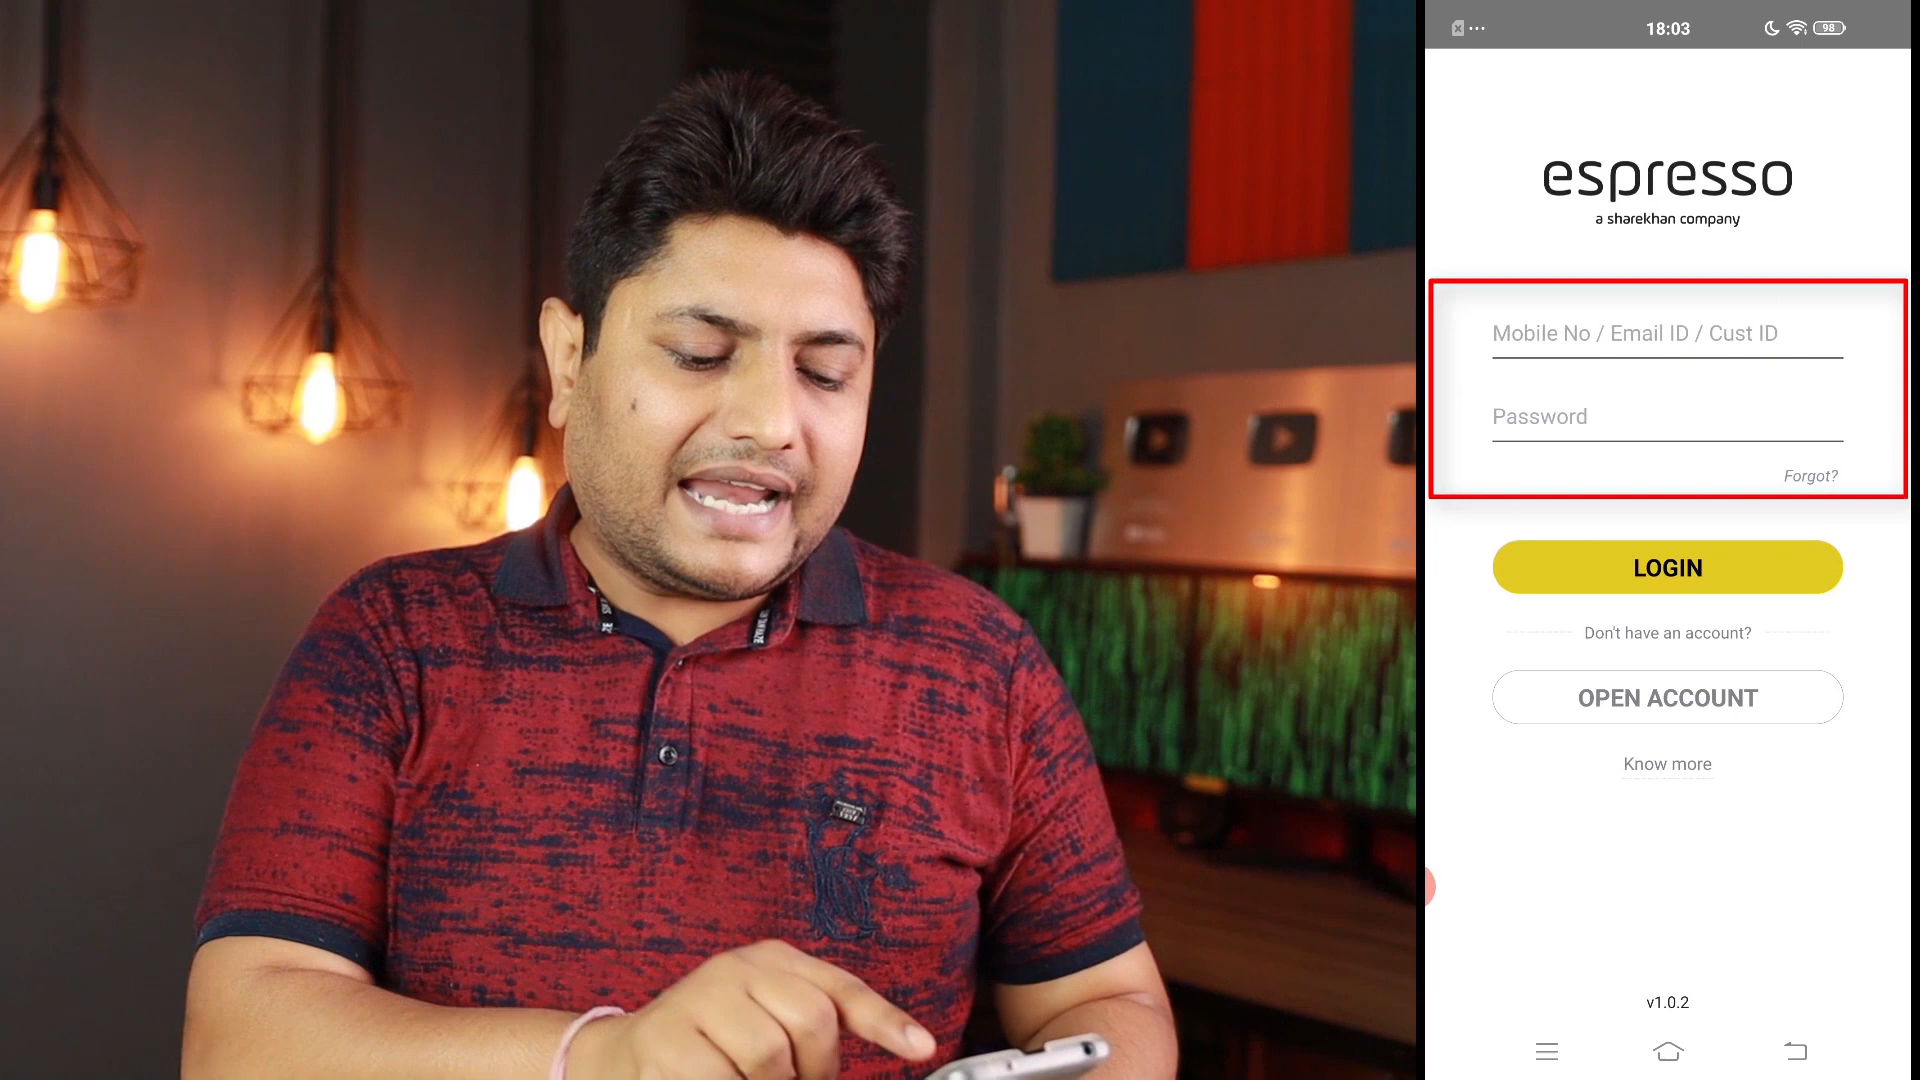 18:03
98
espresso
a sharekhan company
Mobile No / Email ID / Cust ID
Password
Forgot?
LOGIN
Don't have an account?
OPEN ACCOUNT
Know more
v1.0.2